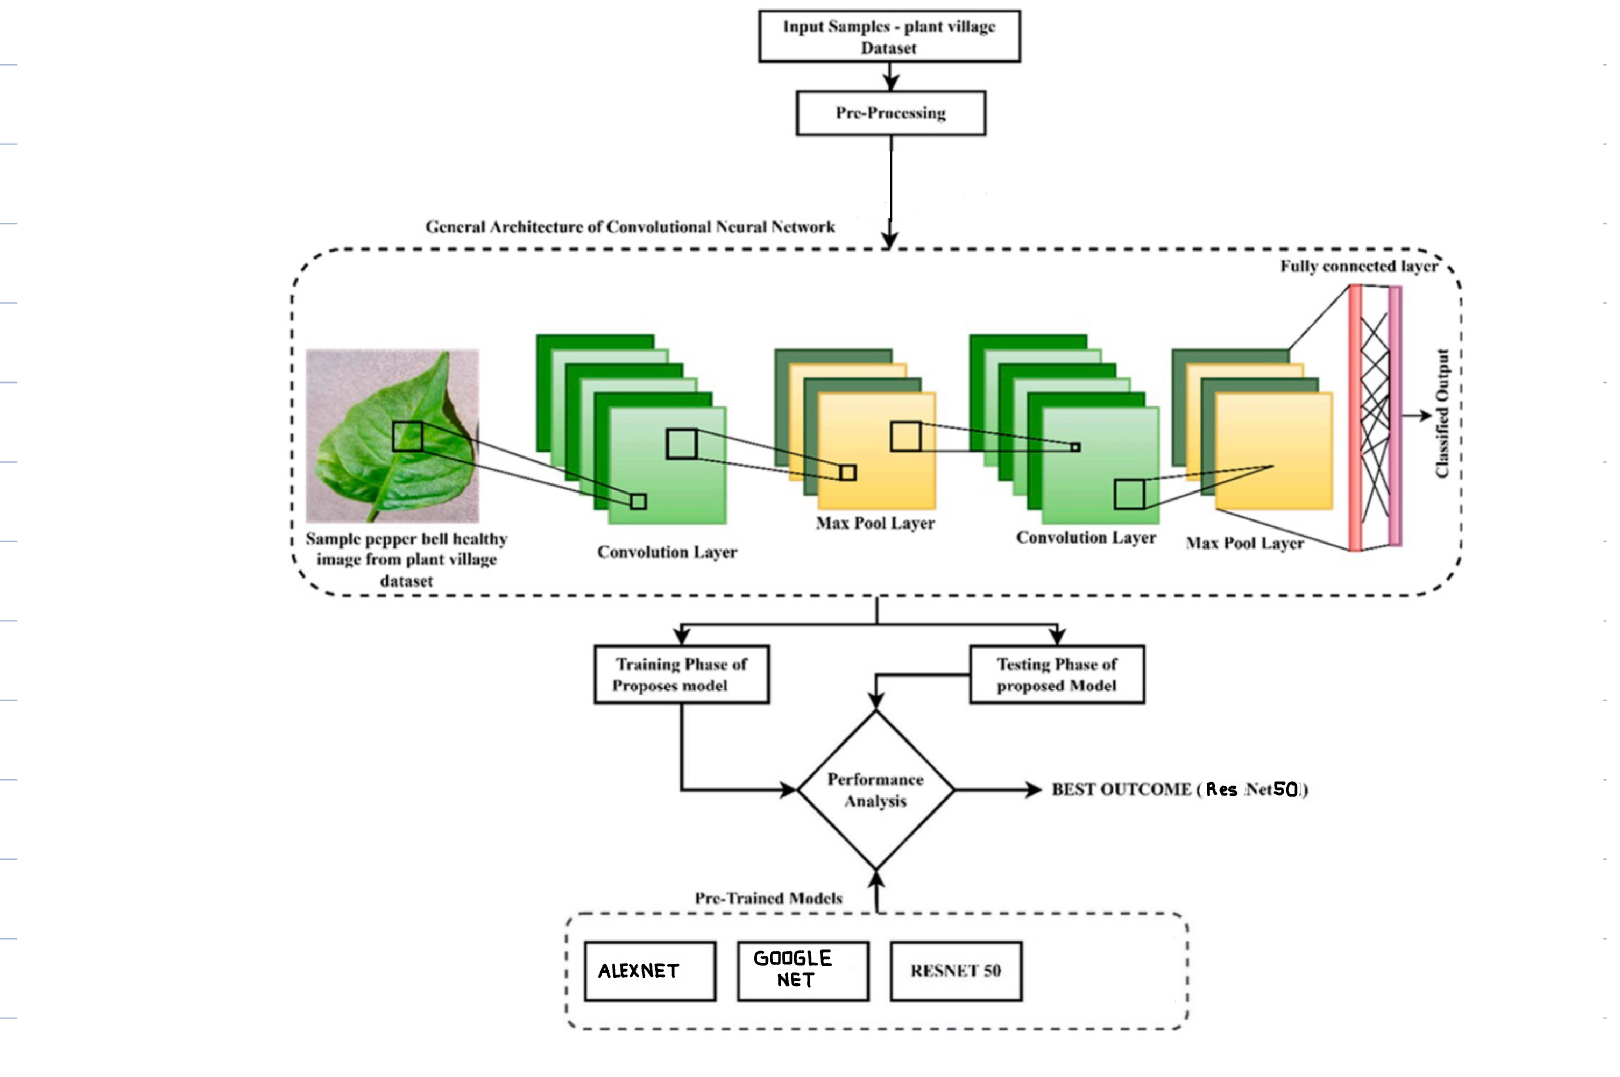 Input Samples - plant village
Dataset
Pre-Processing
General Architecture of Convolutional Neural Network
Fully connected layer
Classified Output
Sample pepper bell healthy
image from plant village
dataset
Convolution Layer
Max Pool Layer
Convolution Layer
Max Pool Layer
Training Phase of
Proposes model
Testing Phase of
proposed Model
Performance
Analysis
BEST OUTCOME ( Res Net50 )
Pre-Trained Models
ALEXNET
GOOGLE
NET
RESNET 50